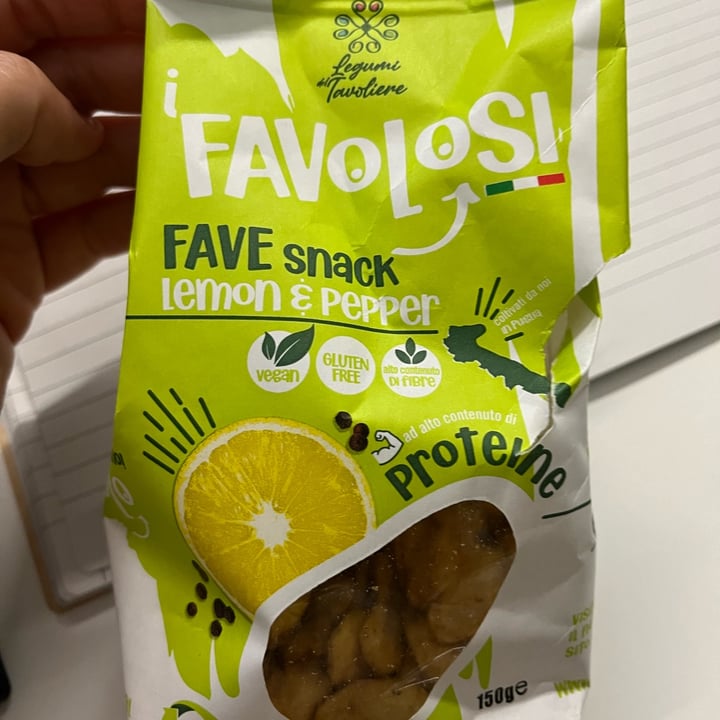 Legumi
del Tavoliere
i
FAVOLOSI
FAVE snack
Lemon & Pepper
coltivati da noi
in Puglia
vegan
GLUTEN
FREE
alto contenuto
DI fibre
ad alto contenuto di
Proteine
150g e